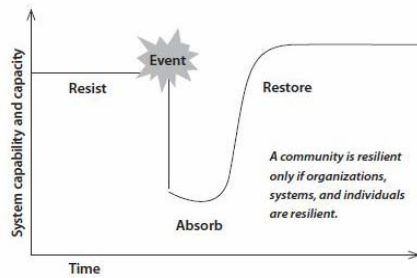 System capability and capacity
Event
Resist
Restore
A community is resilient
only if organizations,
systems, and individuals
are resilient.
Absorb
Time